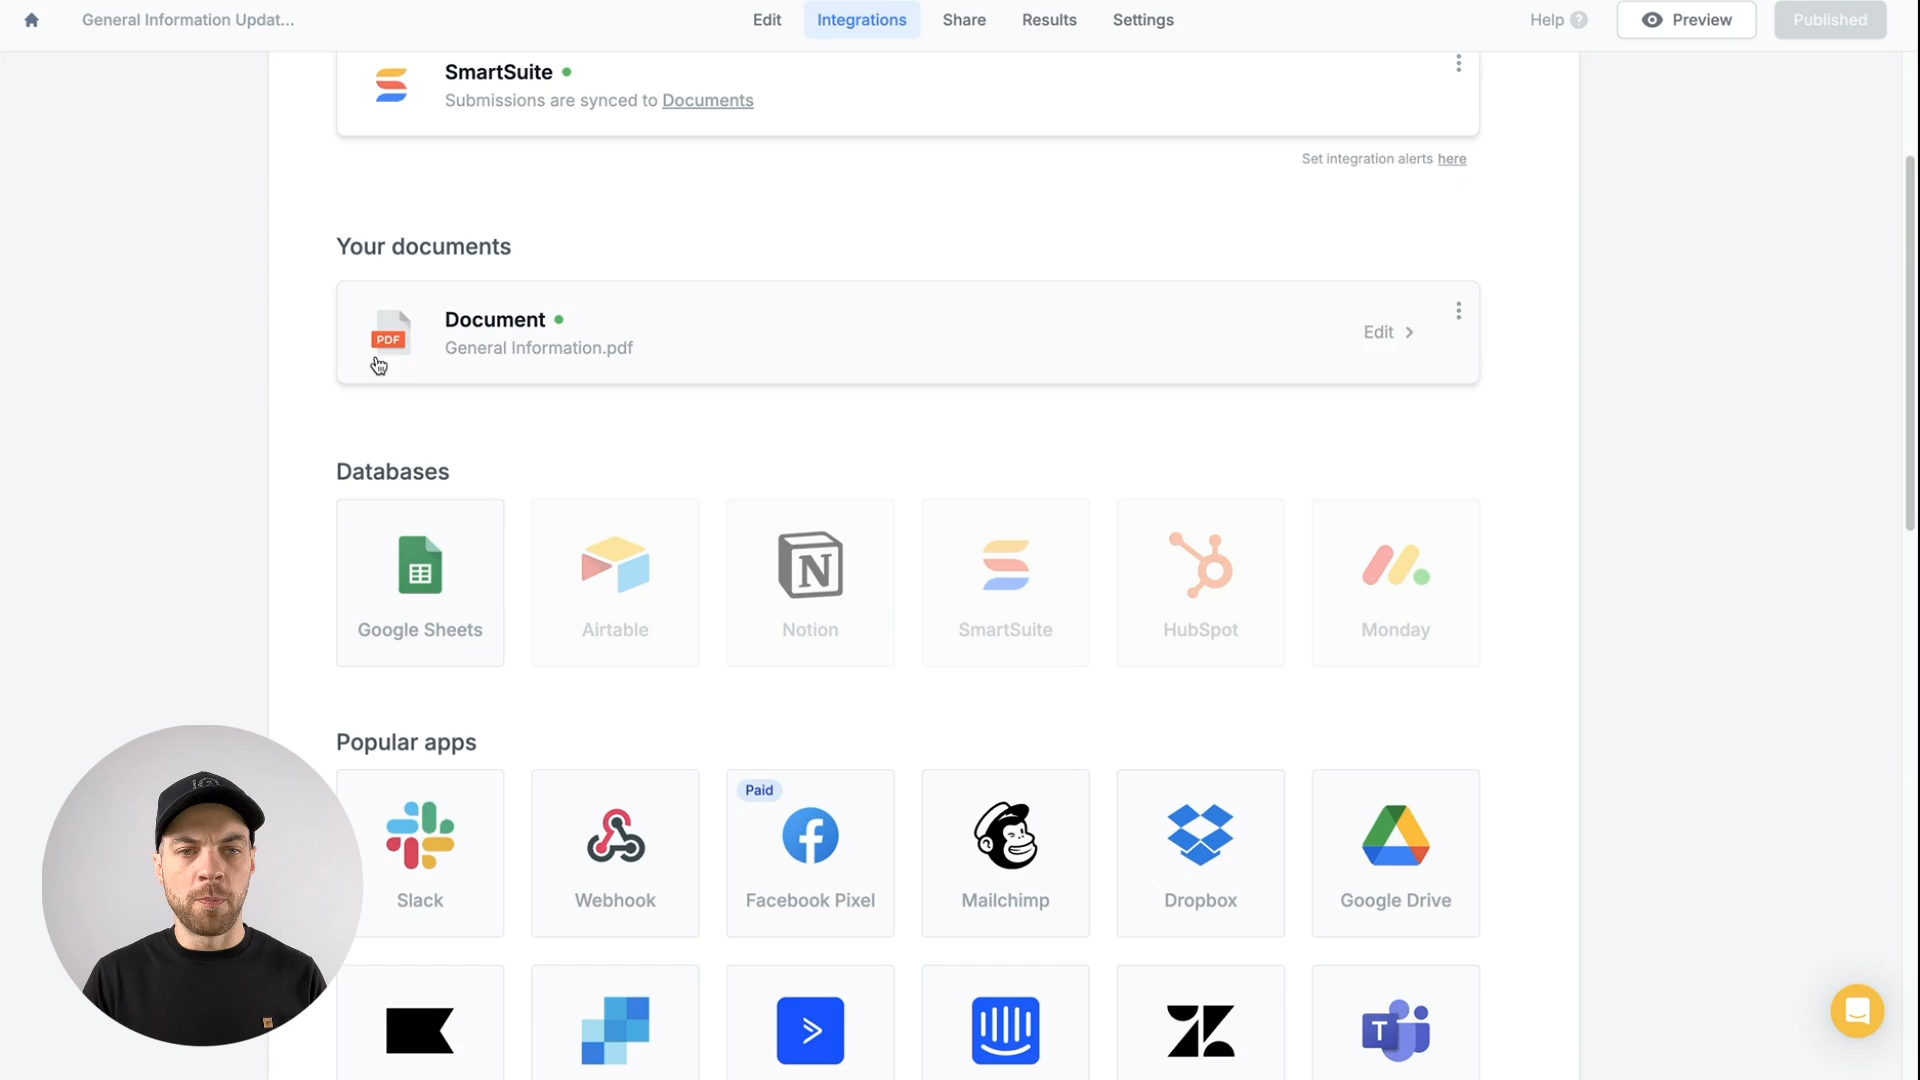 General Information Updat...
Edit
Integrations
Share
Results
Settings
Help ?
Preview
Published
SmartSuite
Submissions are synced to Documents
Set integration alerts here
Your documents
Document
PDF
General Information.pdf
Edit
Databases
Google Sheets
Airtable
Notion
SmartSuite
HubSpot
Monday
Popular apps
Slack
Webhook
Paid
Facebook Pixel
Mailchimp
Dropbox
Google Drive
T